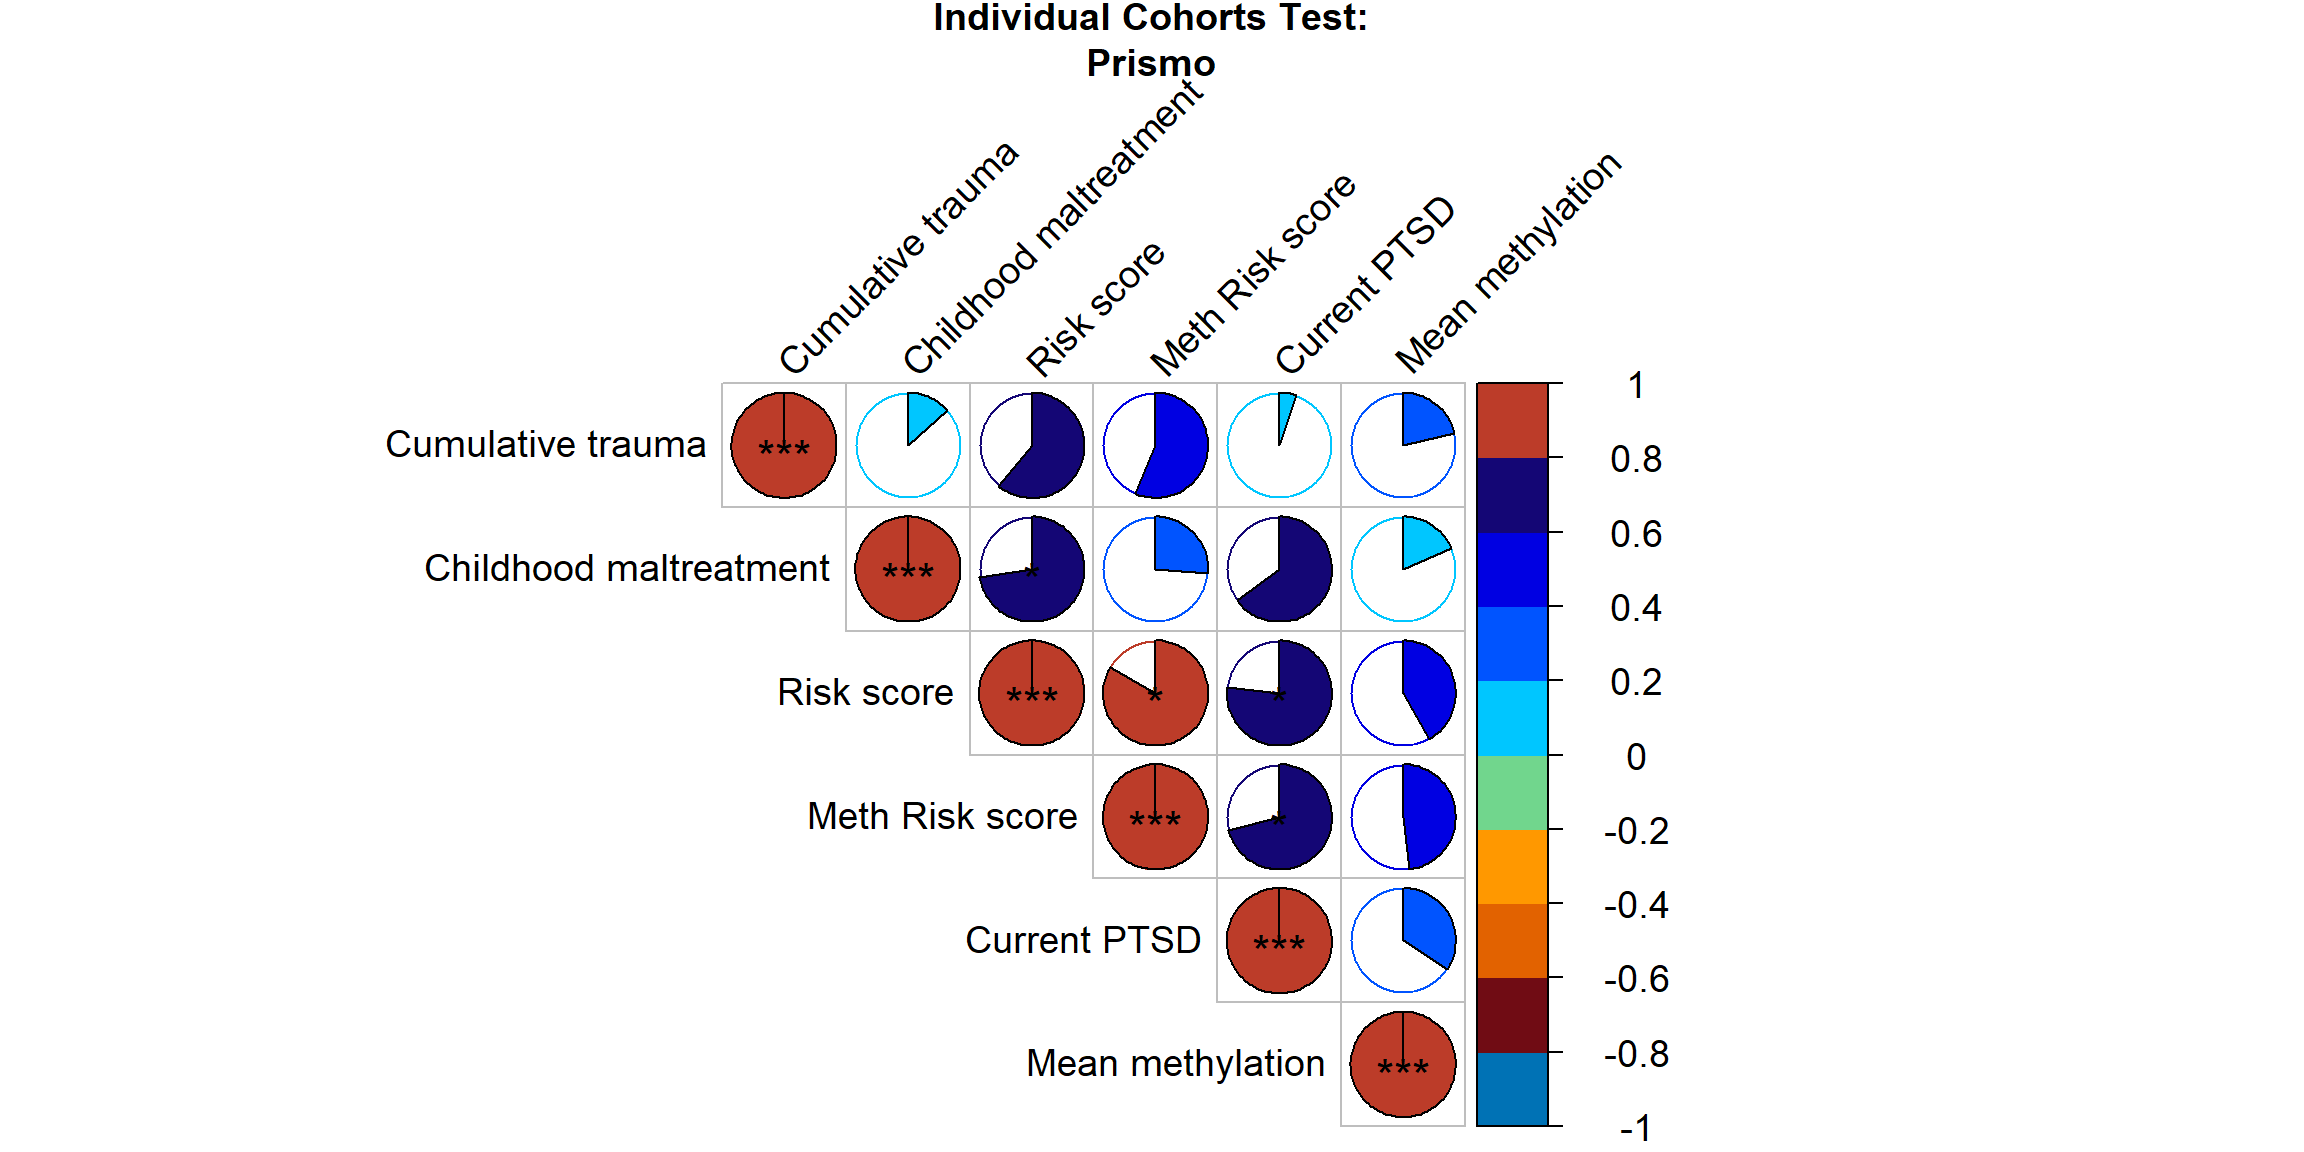 Individual Cohorts Test:
Prismo
Cumulative trauma
Childhood maltreatment
Risk score
Meth Risk score
Current PTSD
Mean methylation
Cumulative trauma
***
Childhood maltreatment
***
*
Risk score
***
*
*
Meth Risk score
***
*
Current PTSD
***
Mean methylation
***
1
0.8
0.6
0.4
0.2
0
-0.2
-0.4
-0.6
-0.8
-1